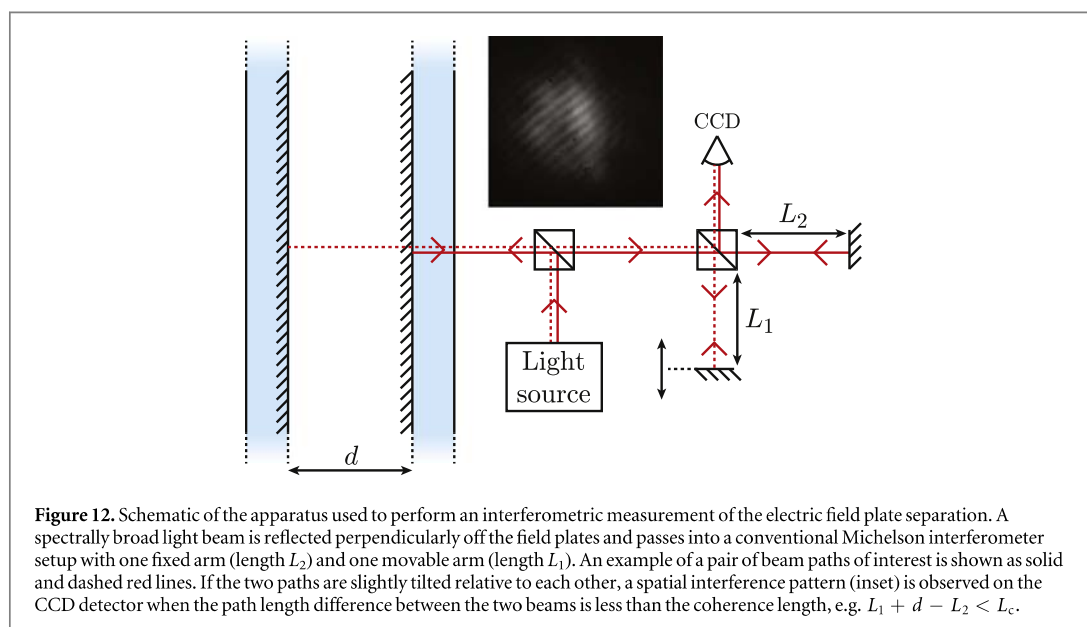 CCD
L₂
L₁
Light
source
d
Figure 12. Schematic of the apparatus used to perform an interferometric measurement of the electric field plate separation. A
spectrally broad light beam is reflected perpendicularly off the field plates and passes into a conventional Michelson interferometer
setup with one fixed arm (length L₂) and one movable arm (length L₁). An example of a pair of beam paths of interest is shown as solid
and dashed red lines. If the two paths are slightly tilted relative to each other, a spatial interference pattern (inset) is observed on the
CCD detector when the path length difference between the two beams is less than the coherence length, e.g. L₁ + d − L₂ < L_c.